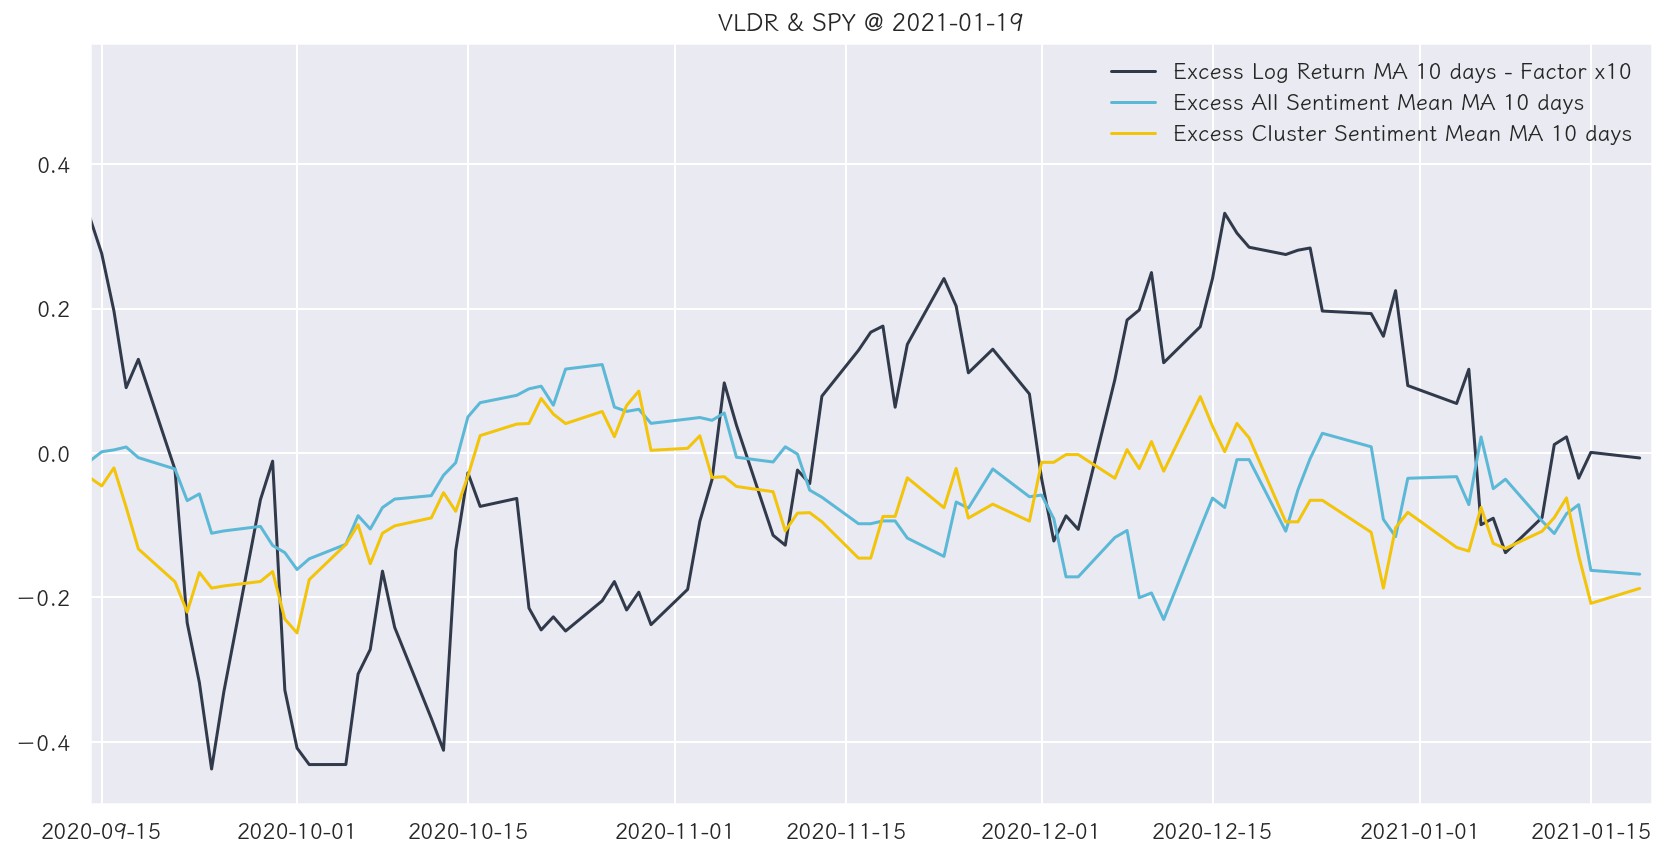 VLDR & SPY @ 2021-01-19
Excess Log Return MA 10 days - Factor x10
Excess All Sentiment Mean MA 10 days
Excess Cluster Sentiment Mean MA 10 days
0.4
0.2
0.0
−0.2
−0.4
2020-09-15 2020-10-01 2020-10-15 2020-11-01 2020-11-15 2020-12-01 2020-12-15 2021-01-01 2021-01-15